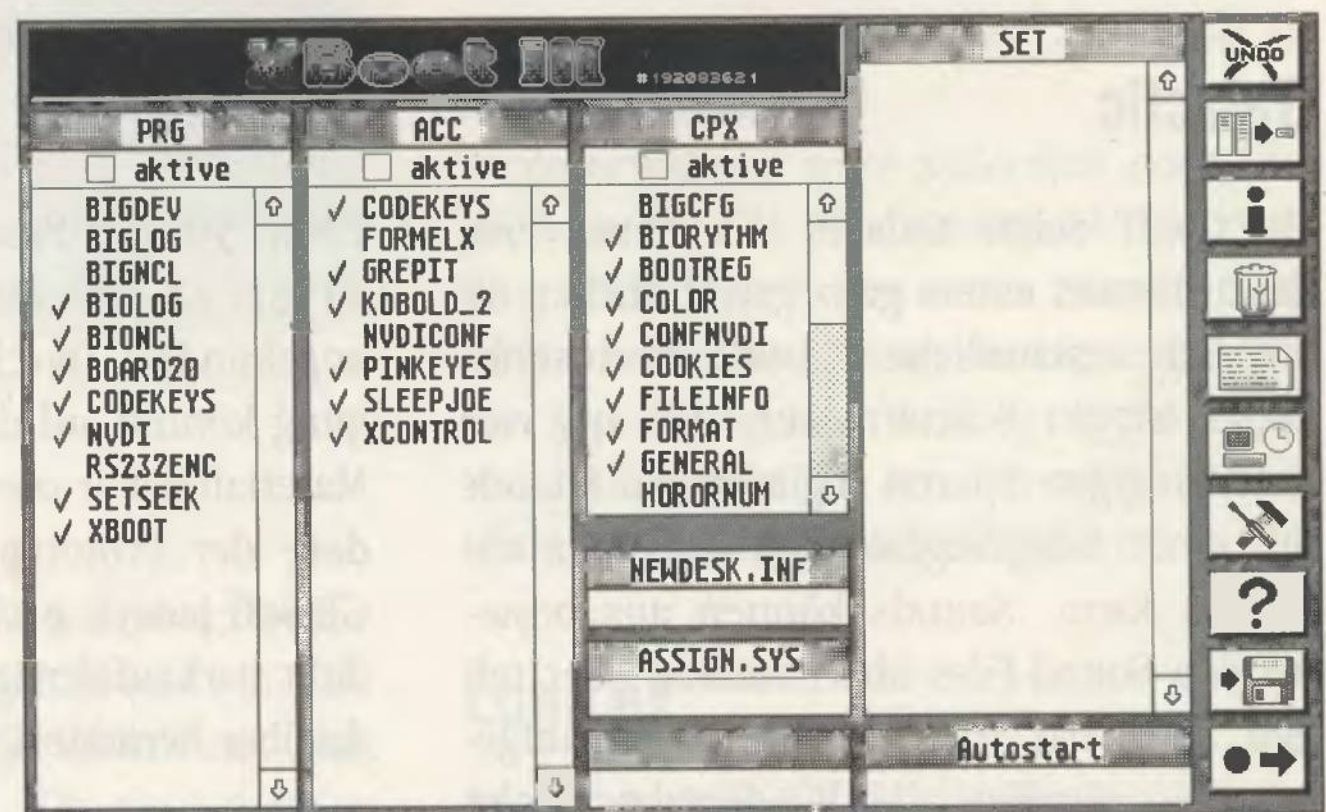 X Boot III
#192083621
PRG
aktive
BIGDEV
BIGLOG
BIGNCL
✓ BIOLOG
✓ BIONCL
✓ BOARD20
✓ CODEKEYS
✓ NVDI
RS232ENC
✓ SETSEEK
✓ XBOOT
ACC
aktive
✓ CODEKEYS
FORMELX
✓ GREPIT
✓ KOBOLD_2
NVDICONF
✓ PINKEYES
✓ SLEEPJOE
✓ XCONTROL
CPX
aktive
BIGCFG
✓ BIORYTHM
✓ BOOTREG
✓ COLOR
✓ CONFNVDI
✓ COOKIES
✓ FILEINFO
✓ FORMAT
✓ GENERAL
HORORNUM
NEWDESK.INF
ASSIGN.SYS
SET
Autostart
UNDO
?